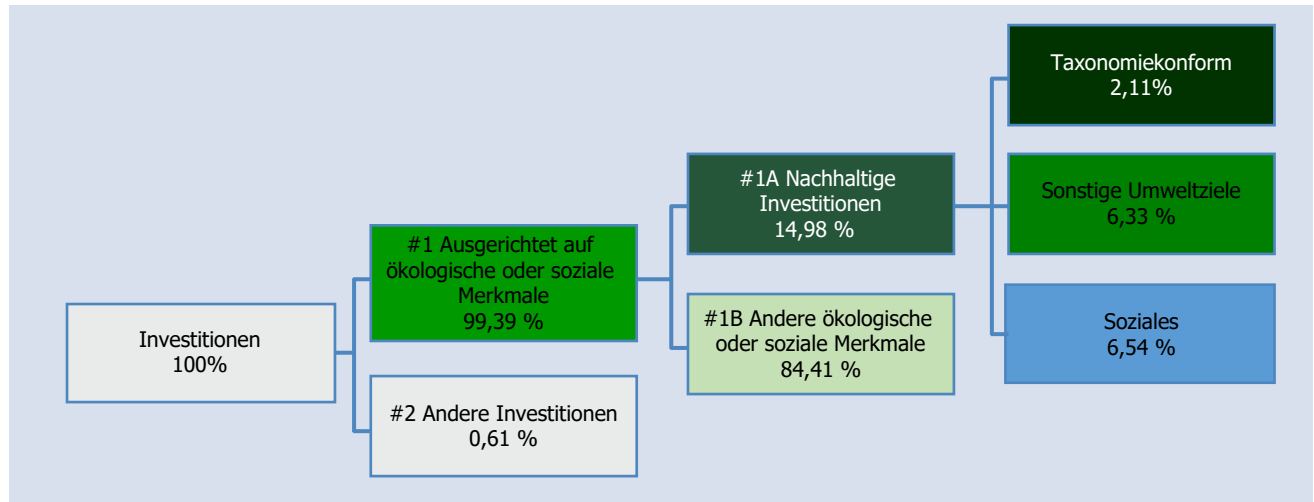 Investitionen
100%
#1 Ausgerichtet auf
ökologische oder soziale
Merkmale
99,39 %
#2 Andere Investitionen
0,61 %
#1A Nachhaltige
Investitionen
14,98 %
#1B Andere ökologische
oder soziale Merkmale
84,41 %
Taxonomiekonform
2,11%
Sonstige Umweltziele
6,33 %
Soziales
6,54 %